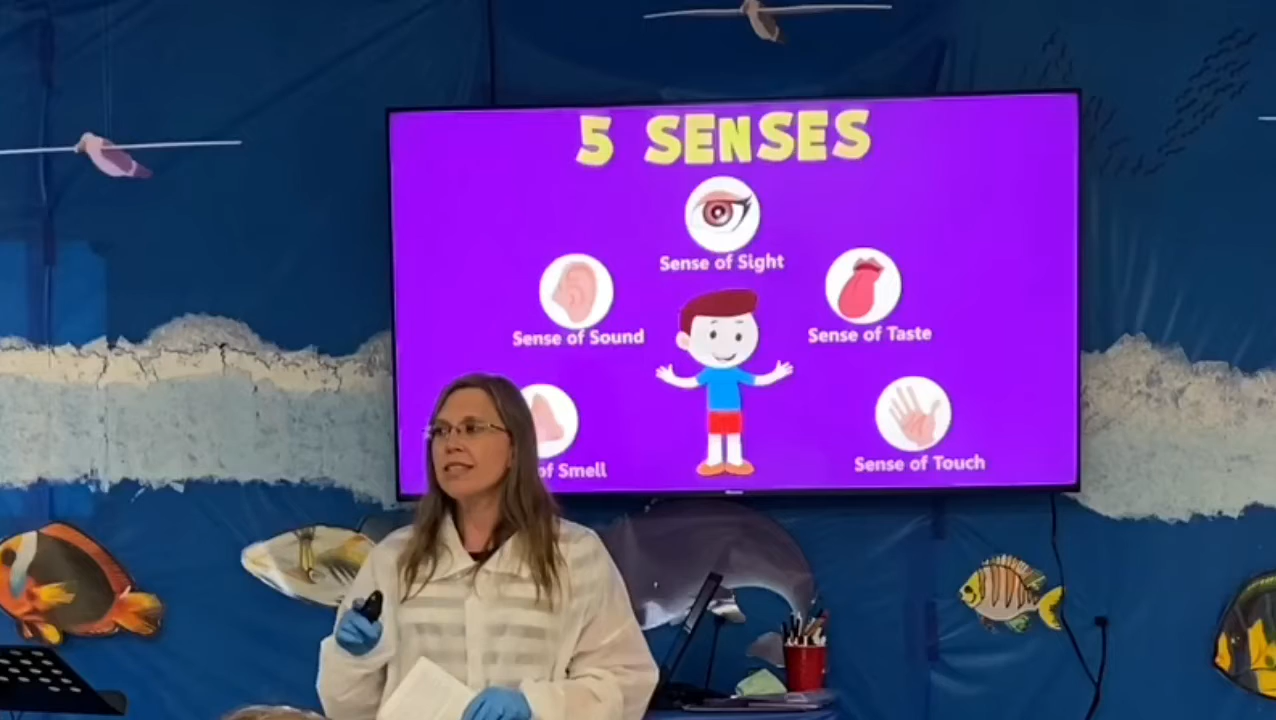 5 SENSES
Sense of Sight
Sense of Sound
Sense of Taste
of Smell
Sense of Touch